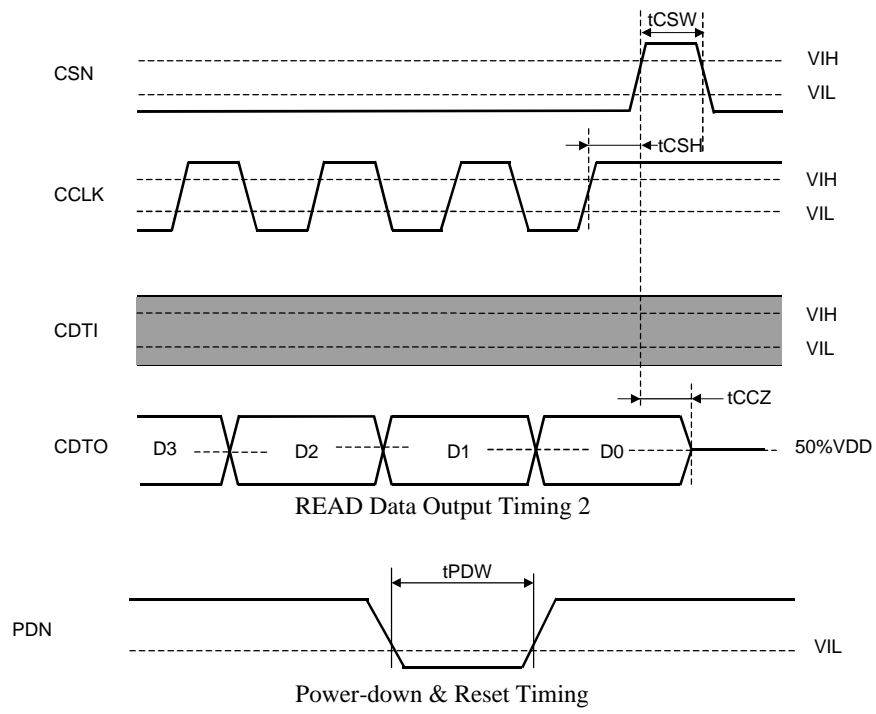 tCSW
CSN
VIH
VIL
tCSH
CCLK
VIH
VIL
CDTI
VIH
VIL
tCCZ
CDTO
D3
D2
D1
D0
50%VDD
READ Data Output Timing 2
tPDW
PDN
VIL
Power-down & Reset Timing